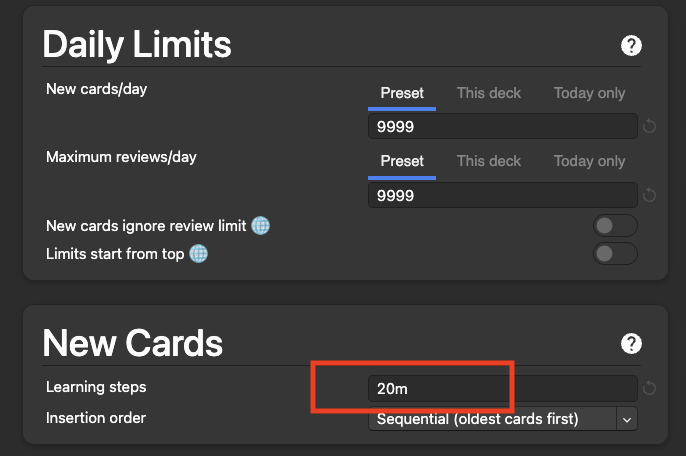 Daily Limits
?
New cards/day
Preset This deck Today only
9999
Maximum reviews/day
Preset This deck Today only
9999
New cards ignore review limit
Limits start from top
New Cards
?
Learning steps
20m
Insertion order
Sequential (oldest cards first)